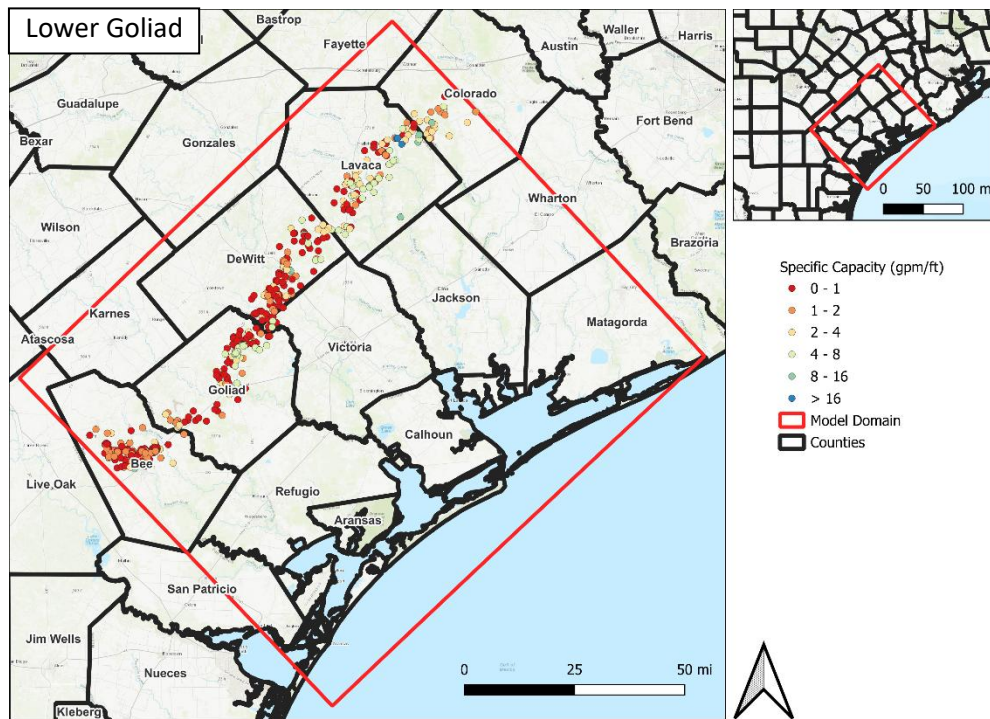 Lower Goliad
Bastrop
Fayette
Waller
Harris
Austin
Guadalupe
Colorado
Fort Bend
Bexar
Gonzales
Lavaca
Wharton
Wilson
Brazoria
DeWitt
Jackson
Karnes
Matagorda
Atascosa
Victoria
Goliad
Calhoun
Bee
Live Oak
Refugio
Aransas
San Patricio
Jim Wells
Nueces
Kleberg
0 25 50 mi
0 50 100 m
Specific Capacity (gpm/ft)
0 - 1
1 - 2
2 - 4
4 - 8
8 - 16
> 16
Model Domain
Counties